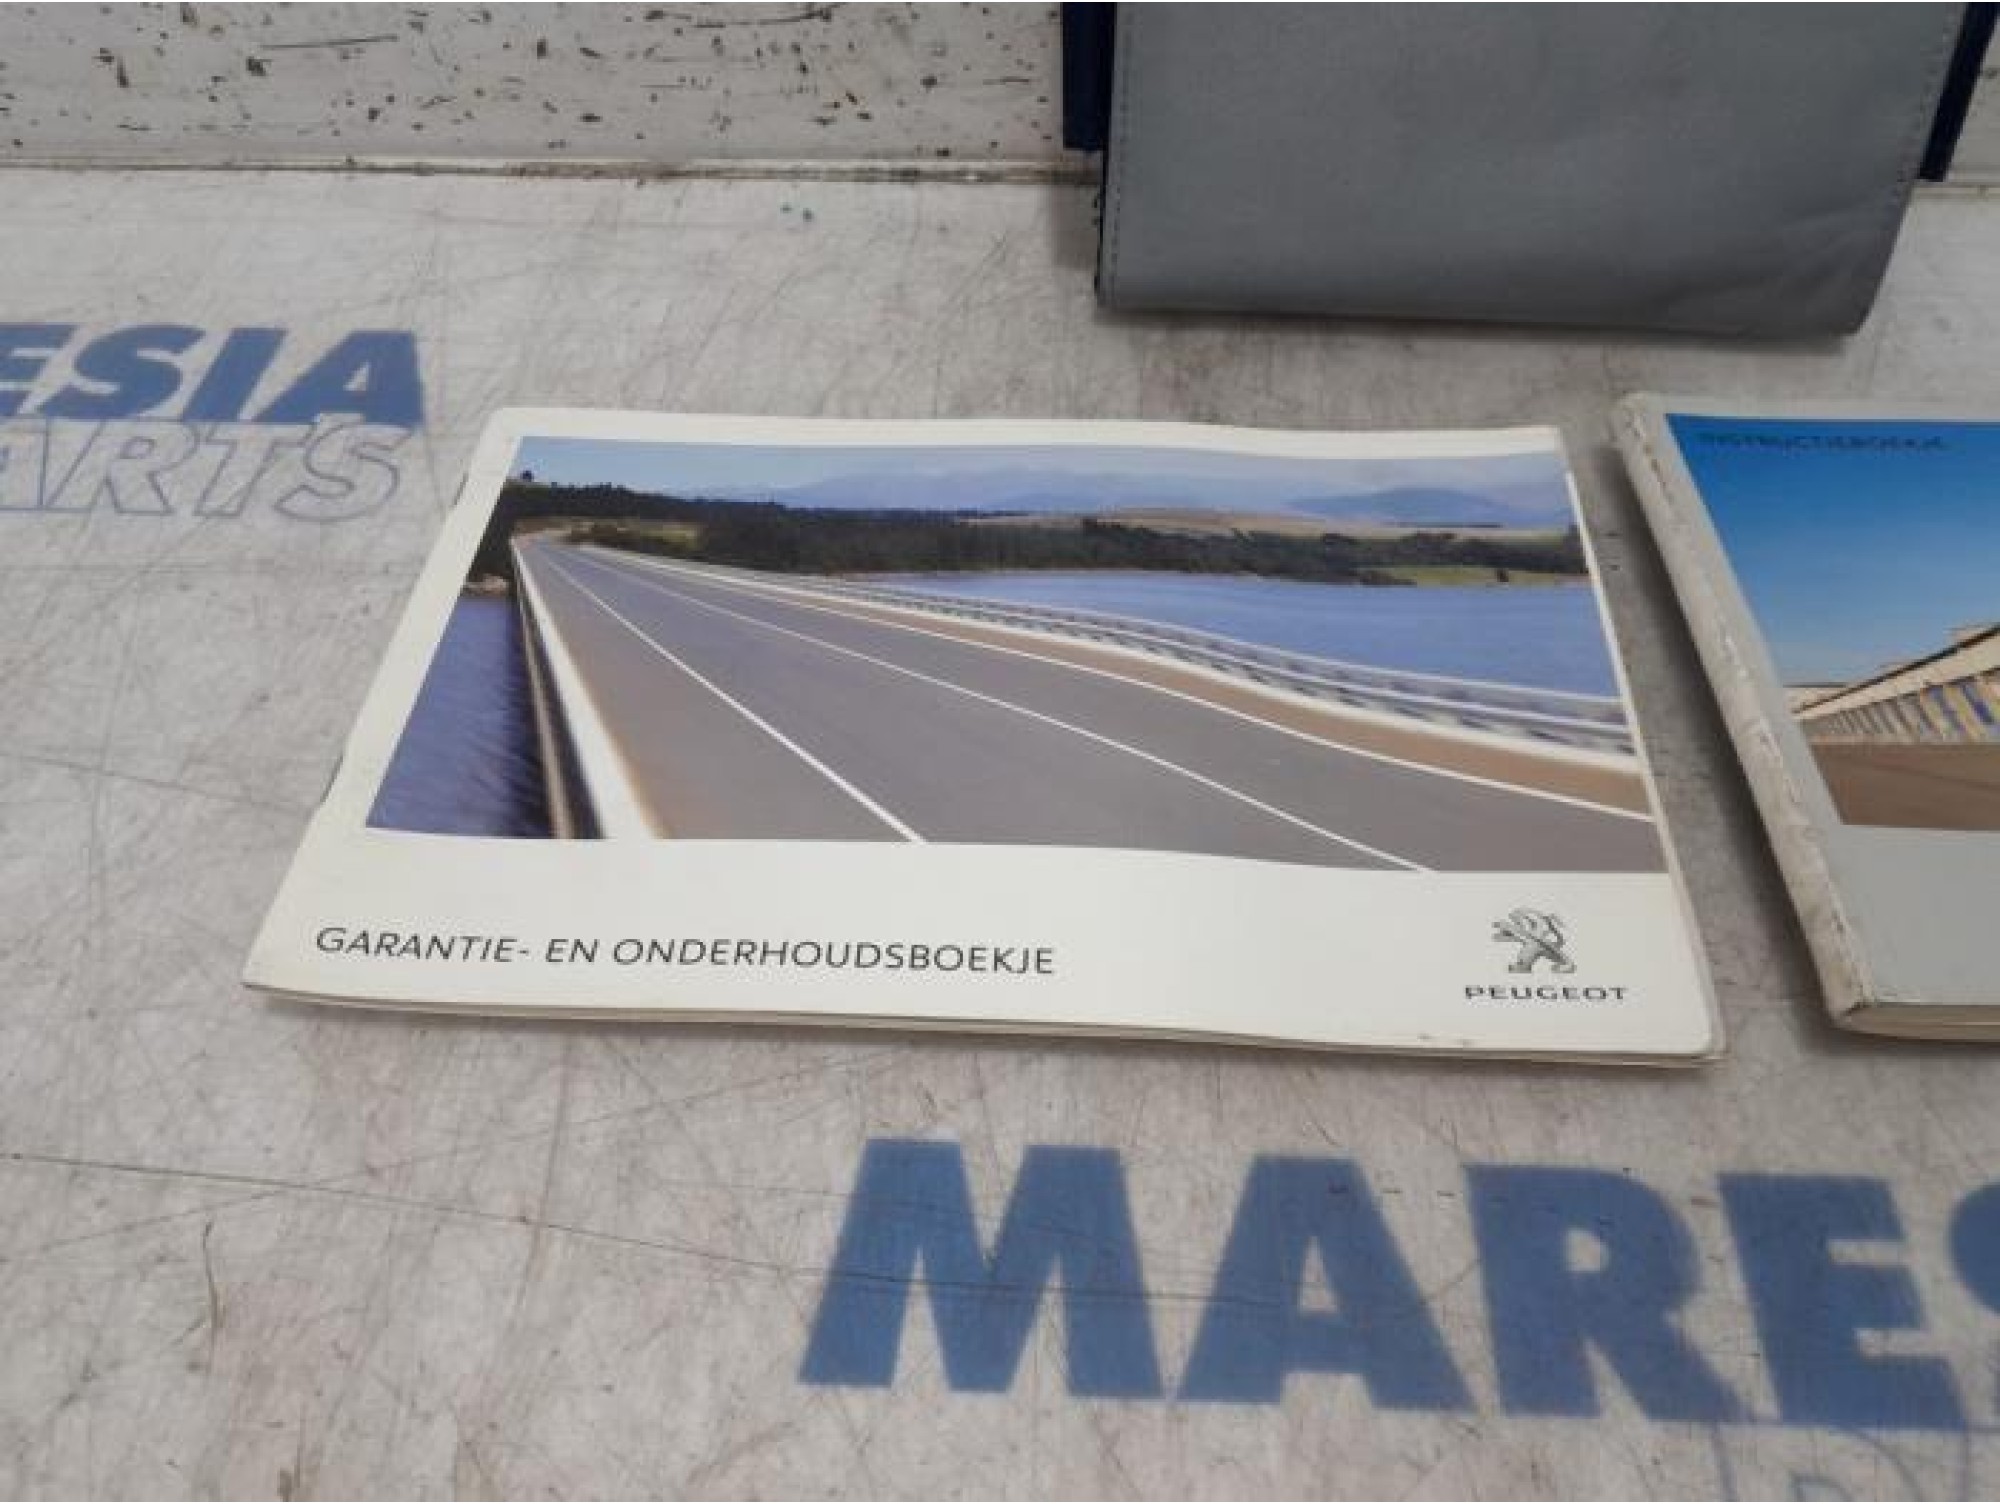 ESIA
ARTS
INSTRUCTIEBOEKJE
GARANTIE- EN ONDERHOUDSBOEKJE
PEUGEOT
MARES